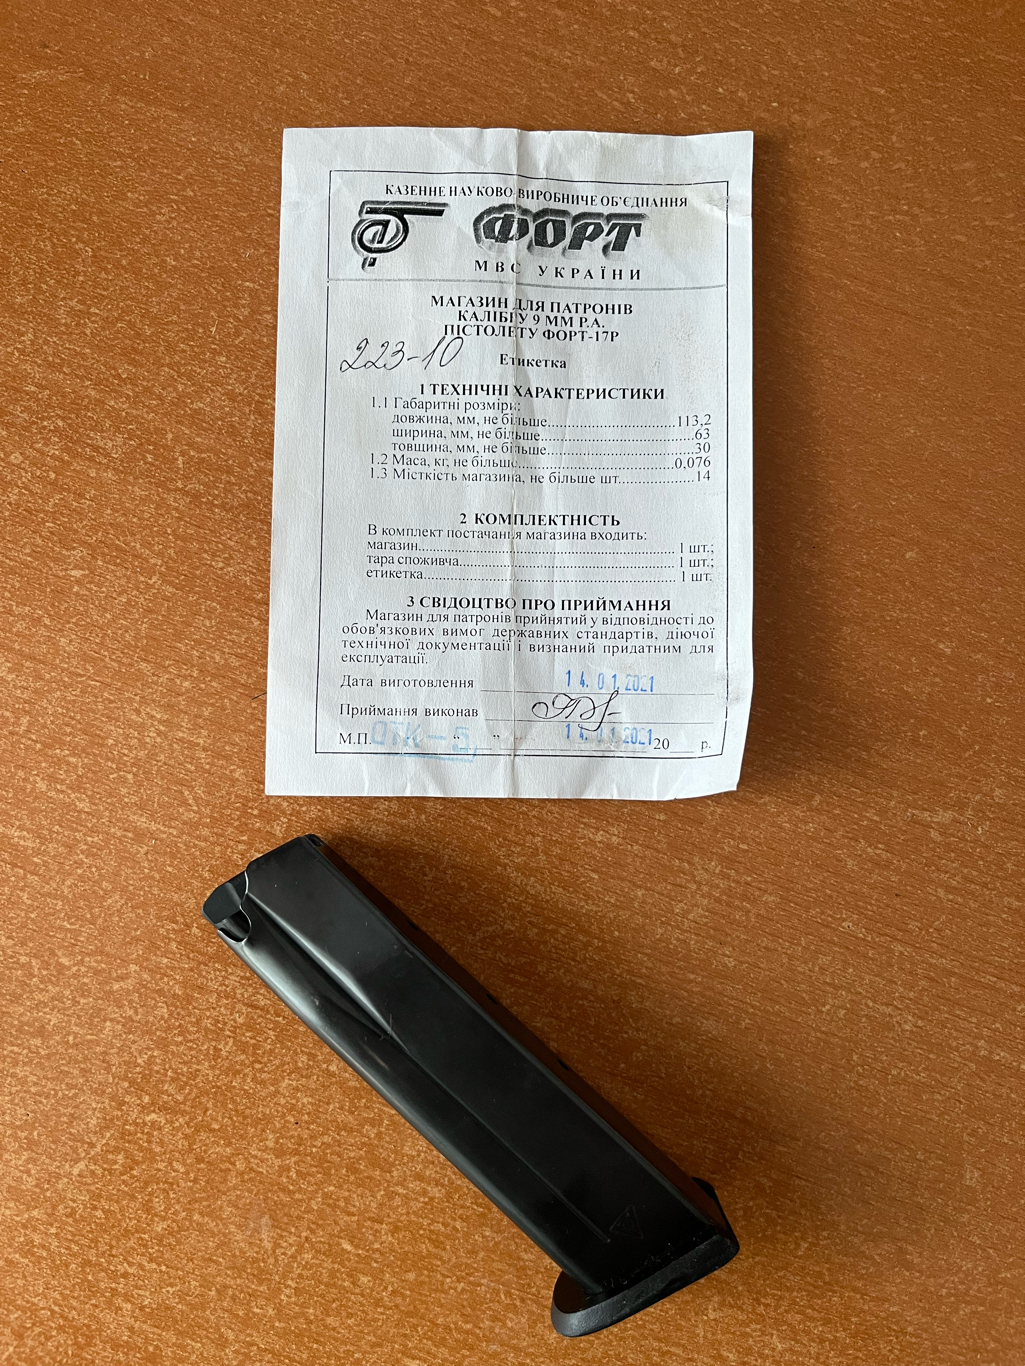 КАЗЕННЕ НАУКОВО-ВИРОБНИЧЕ ОБ'ЄДНАННЯ
ФОРТ
МВС УКРАЇНИ
МАГАЗИН ДЛЯ ПАТРОНІВ
КАЛІБРУ 9 ММ Р.А.
ПІСТОЛЕТУ ФОРТ-17Р
223-10
Етикетка
1 ТЕХНІЧНІ ХАРАКТЕРИСТИКИ
1.1 Габаритні розміри:
довжина, мм, не більше..............................113,2
ширина, мм, не більше...................................63
товщина, мм, не більше..................................30
1.2 Маса, кг, не більше...................................0,076
1.3 Місткість магазина, не більше шт..................14
2 КОМПЛЕКТНІСТЬ
В комплект постачання магазина входить:
магазин........................................................ 1 шт.;
тара споживча............................................... 1 шт.;
етикетка........................................................ 1 шт.
3 СВІДОЦТВО ПРО ПРИЙМАННЯ
Магазин для патронів прийнятий у відповідності до
обов'язкових вимог державних стандартів, діючої
технічної документації і визнаний придатним для
експлуатації.
Дата виготовлення 14.01.2021
Приймання виконав
М.П. " " 14.01.2021 20 р.